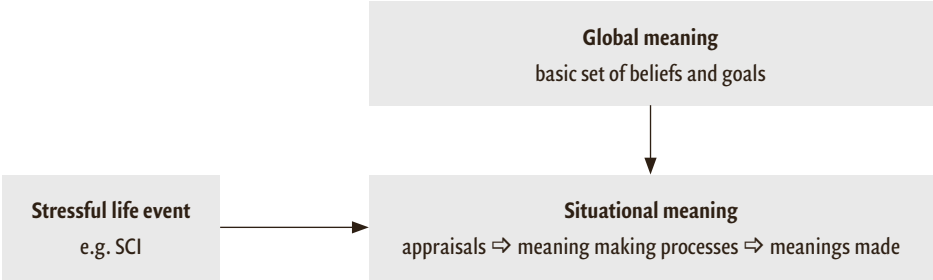 Global meaning
basic set of beliefs and goals
Stressful life event
e.g. SCI
Situational meaning
appraisals ⇨ meaning making processes ⇨ meanings made